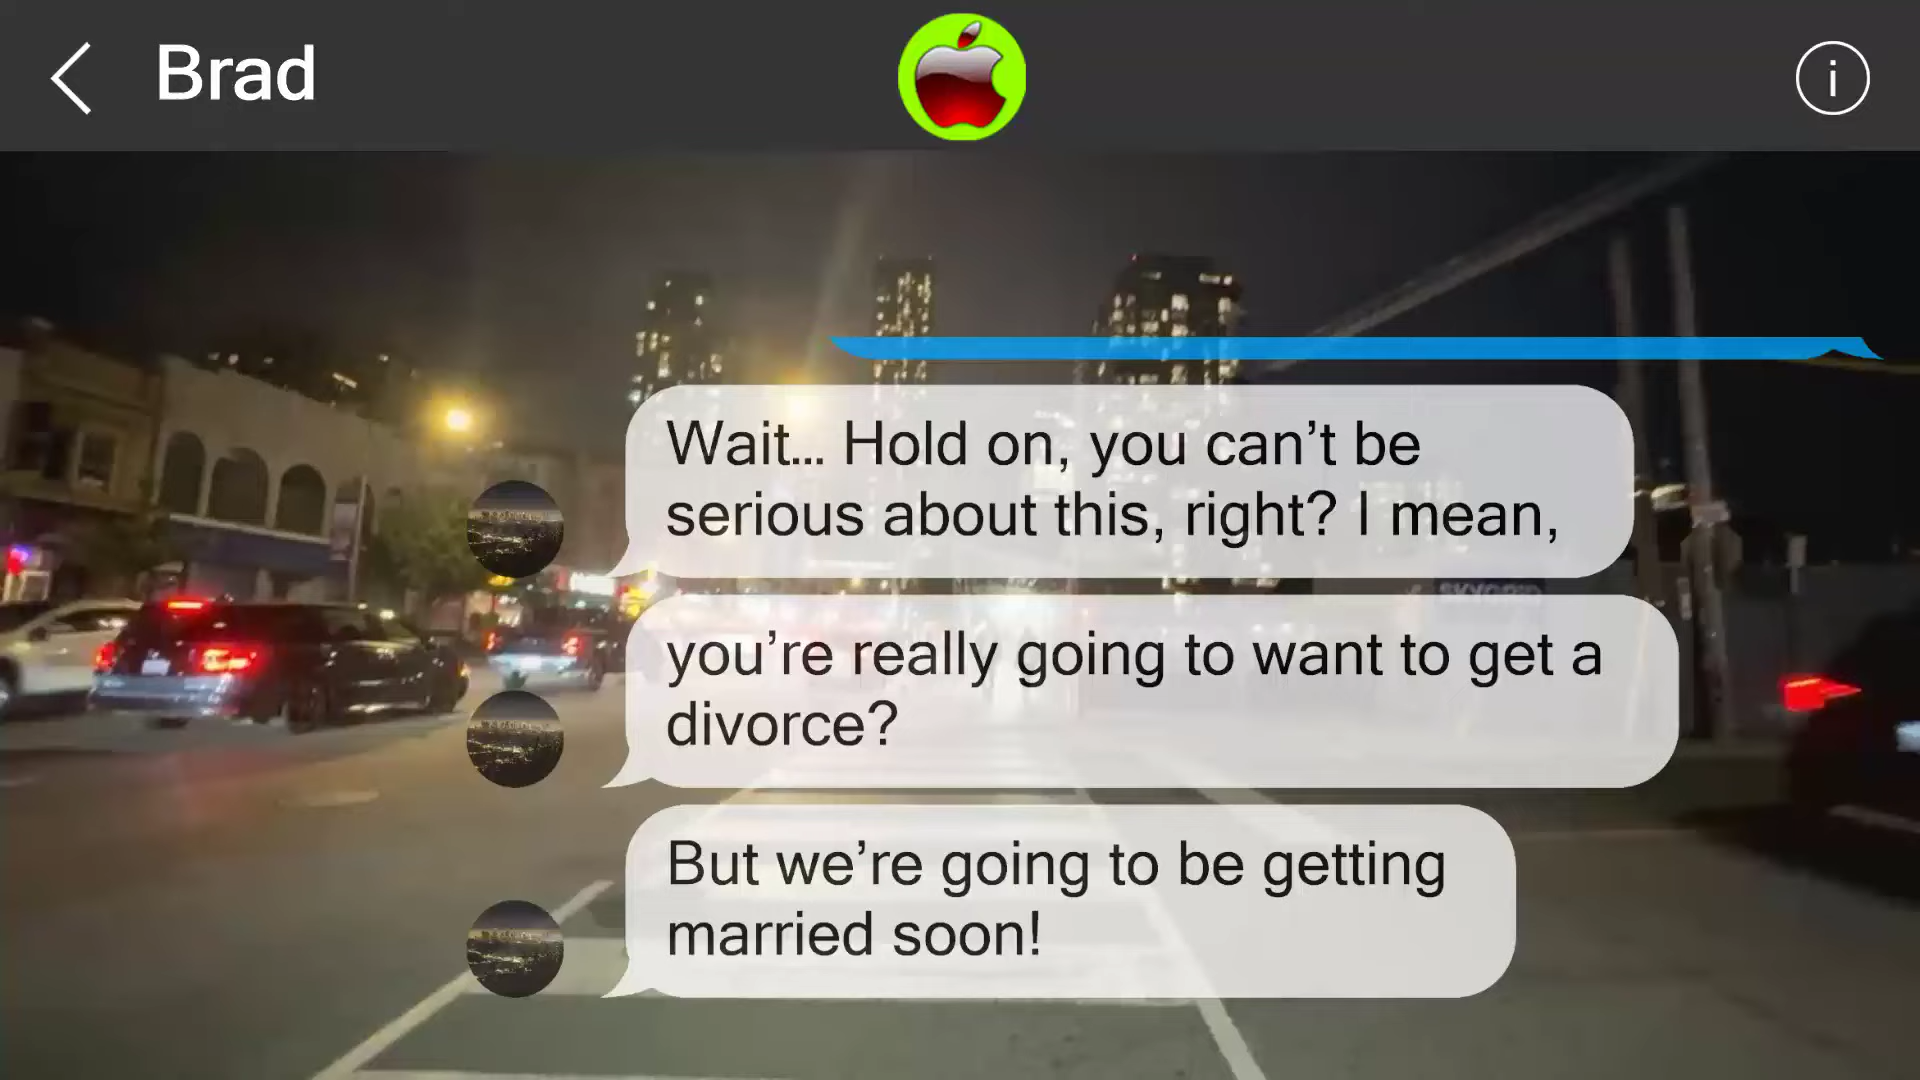 Brad
i
Wait... Hold on, you can’t be
serious about this, right? I mean,
SKYGRID
you’re really going to want to get a
divorce?
But we’re going to be getting
married soon!